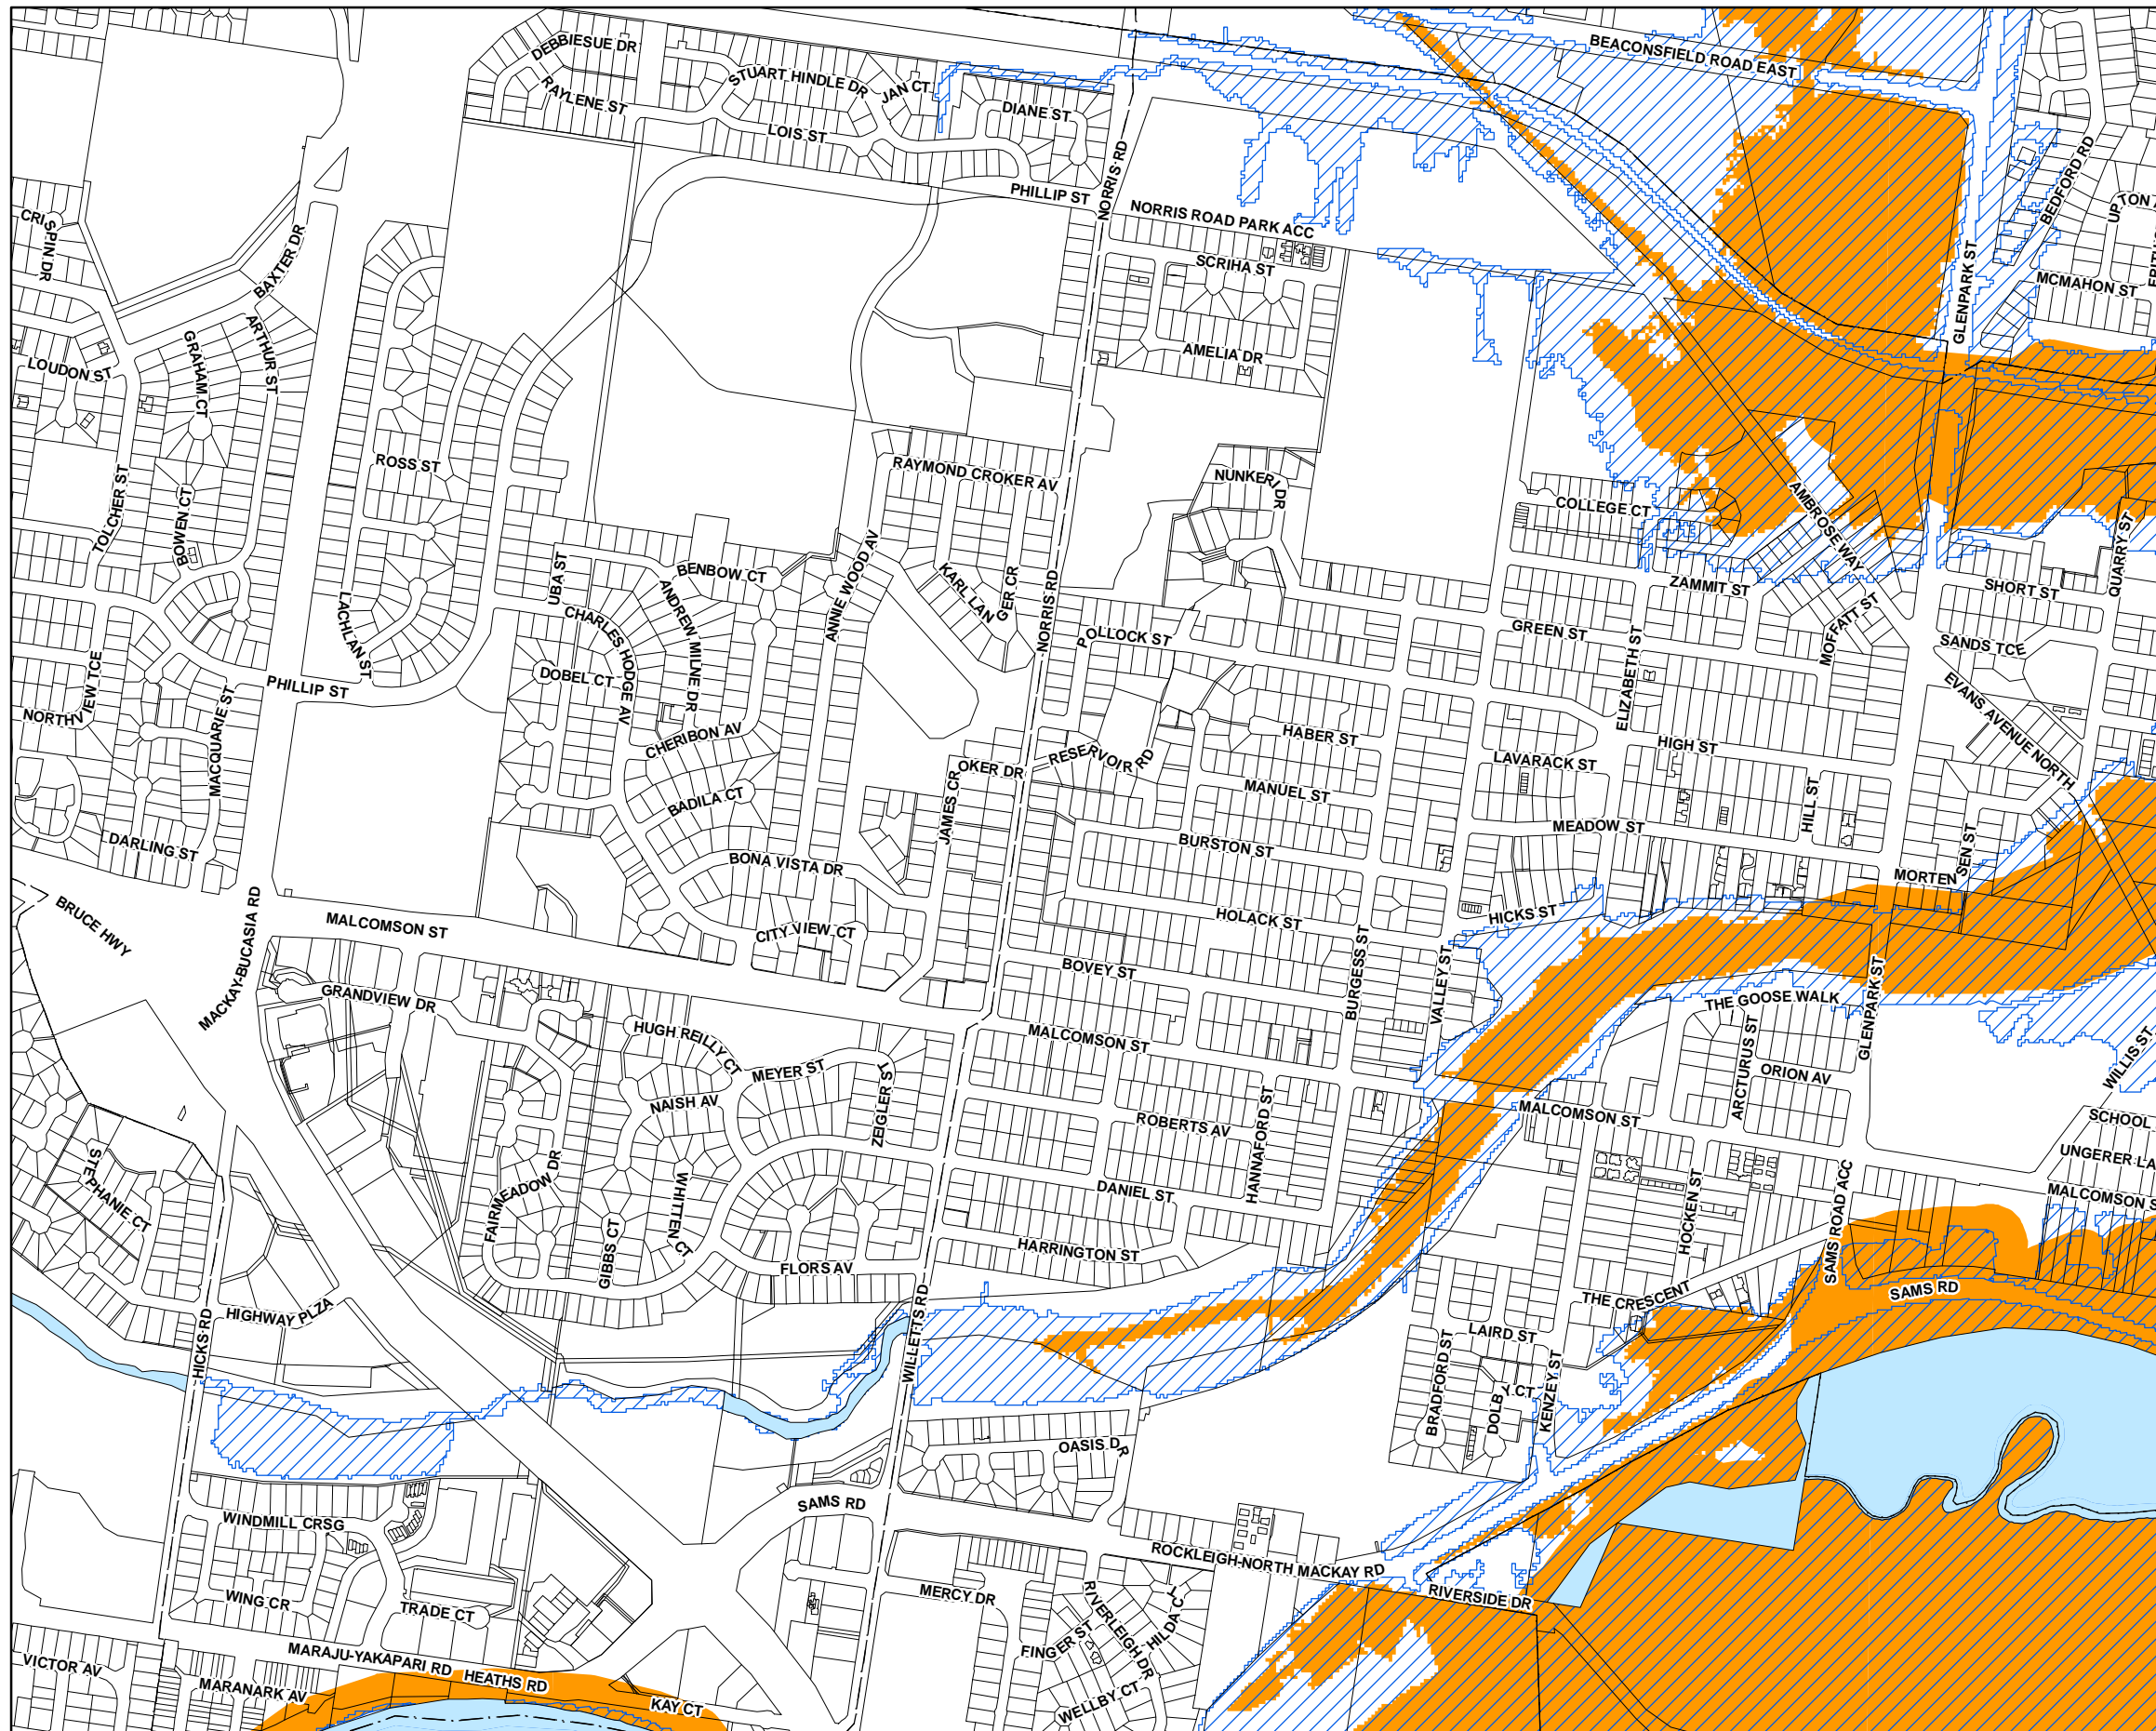 DEBBIESUE DR
BEACONSFIELD ROAD EAST
STUART HINDLE DR
JAN CT
RAYLENE ST
DIANE ST
LOIS ST
NORRIS RD
PHILLIP ST
BEDFORD RD
NORRIS ROAD PARK ACC
CRISPIN DR
BAXTER DR
SCRIHA ST
GLENPARK ST
MCMAHON ST
ARTHUR ST
GRAHAM CT
LOUDON ST
AMELIA DR
ROSS ST
RAYMOND CROKER AV
NUNKERI DR
TOLCHER ST
BOWEN CT
COLLEGE CT
AMBROSE WAY
QUARRY ST
ANNIE WOOD AV
BENBOW CT
UBA ST
KARL LANGER CR
NORRIS RD
ZAMMIT ST
SHORT ST
LACHLAN ST
CHARLES HODGE AV
ANDREW MILNE DR
POLLOCK ST
GREEN ST
ELIZABETH ST
MOFFATT ST
SANDS TCE
NORTHVIEW TCE
MACQUARIE ST
PHILLIP ST
DOBEL CT
CHERIBON AV
HABER ST
HIGH ST
EVANS AVENUE NORTH
JAMES CROKER DR
RESERVOIR RD
LAVARACK ST
BADILA CT
MANUEL ST
HILL ST
DARLING ST
BONA VISTA DR
BURSTON ST
MEADOW ST
MORTENSEN ST
BRUCE HWY
MACKAY-BUCASIA RD
MALCOMSON ST
CITY VIEW CT
HOLACK ST
HICKS ST
BOVEY ST
BURGESS ST
VALLEY ST
GRANDVIEW DR
THE GOOSE WALK
GLENPARK ST
HUGH REILLY CT
MALCOMSON ST
ARCTURUS ST
WILLIS ST
MEYER ST
ORION AV
ZEIGLER ST
NAISH AV
MALCOMSON ST
SCHOOL
ROBERTS AV
HANNAFORD ST
UNGERER LA
STEPHANIE CT
FAIRMEADOW DR
WHITTEN CT
DANIEL ST
HOCKEN ST
SAMS ROAD ACC
MALCOMSON S
GIBBS CT
HARRINGTON ST
FLORS AV
WILLETTS RD
SAMS RD
THE CRESCENT
HIGHWAY PLZA
HICKS RD
LAIRD ST
BRADFORD ST
DOLBY CT
KENZEY ST
OASIS DR
SAMS RD
WINDMILL CRSG
ROCKLEIGH-NORTH MACKAY RD
RIVERSIDE DR
WING CR
TRADE CT
MERCY DR
RIVERLEIGH DR
HILDA CT
FINGER ST
VICTOR AV
MARAJU-YAKAPARI RD
HEATHS RD
MARANARK AV
KAY CT
WELLBY CT